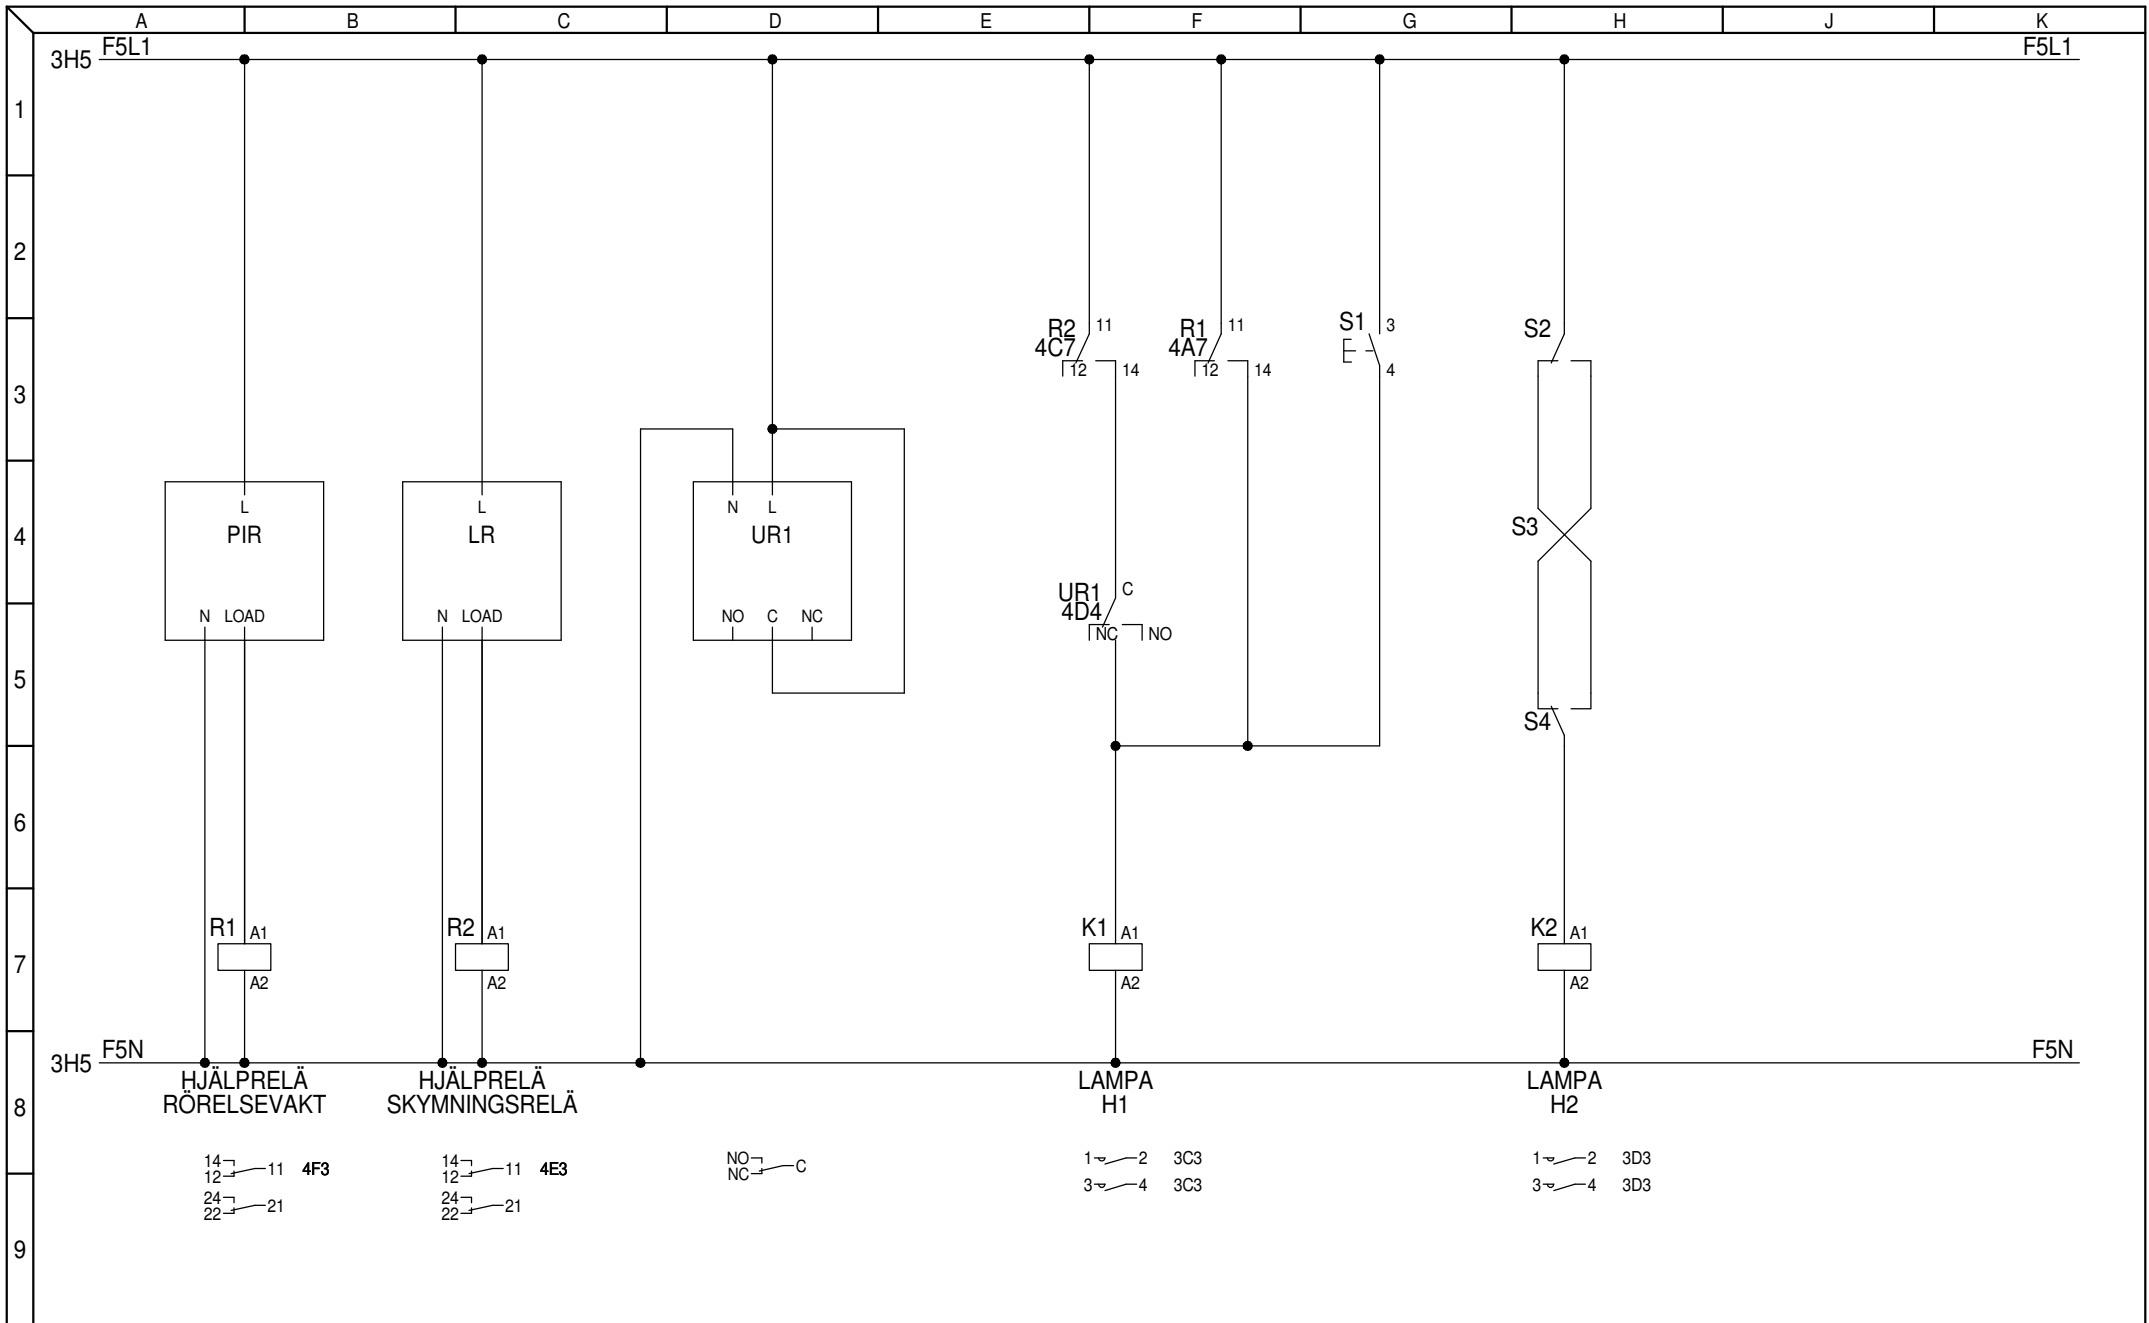 A B C D E F G H J K
3H5 F5L1 F5L1
1
2
R2 11 R1 11 S1 3 S2
4C7 4A7
12 14 12 14 4
3
L L N L
4 PIR LR UR1 S3
UR1 C
4D4
N LOAD N LOAD NO C NC
NC NO
5
S4
6
R1 A1 R2 A1 K1 A1 K2 A1
7
A2 A2 A2 A2
3H5 F5N F5N
HJÄLPRELÄ HJÄLPRELÄ LAMPA LAMPA
8 RÖRELSEVAKT SKYMNINGSRELÄ H1 H2
14 14 NO 1 2 3C3 1 2 3D3
11 4F3 11 4E3 C
12 12 NC
3 4 3C3 3 4 3D3
24 24
21 21
22 22
9